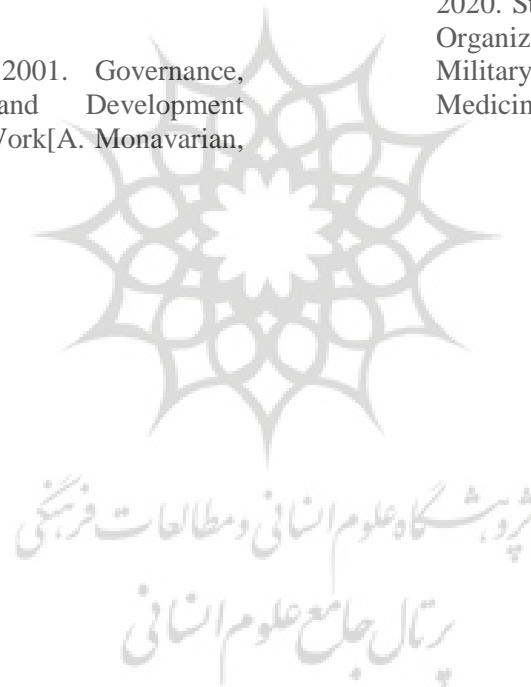 2001. Governance,
and Development
Work[A. Monavarian,
2020. St
Organiz
Military
Medicin
پژوهشگاه علوم انسانی و مطالعات فرهنگی
پرتال جامع علوم انسانی